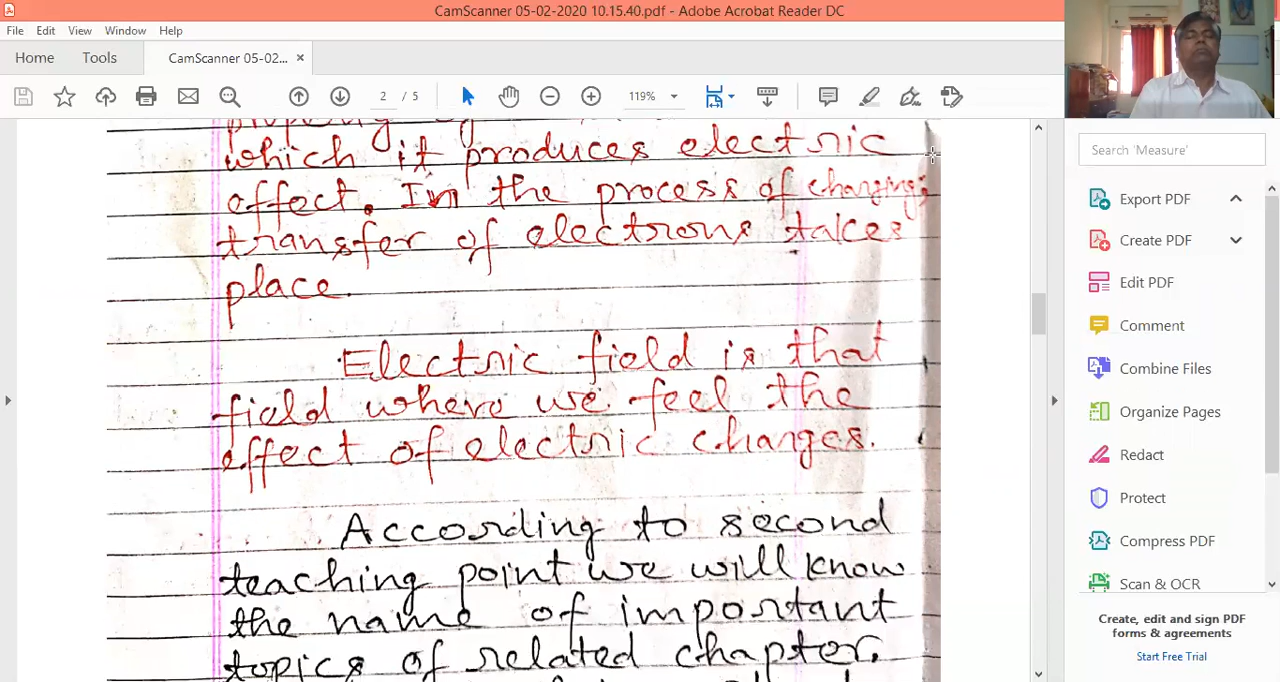 CamScanner 05-02-2020 10.15.40.pdf - Adobe Acrobat Reader DC
File Edit View Window Help
Home Tools CamScanner 05-02... ×
2 / 5 119%
Search 'Measure'
which it produces electric
effect. In the process of charging,
transfer of electrons takes
place.
Electric field is that
field where we feel the
effect of electric charges.
According to second
teaching point we will know
the name of important
topics of related chapter.
Export PDF
Create PDF
Edit PDF
Comment
Combine Files
Organize Pages
Redact
Protect
Compress PDF
Scan & OCR
Create, edit and sign PDF
forms & agreements
Start Free Trial